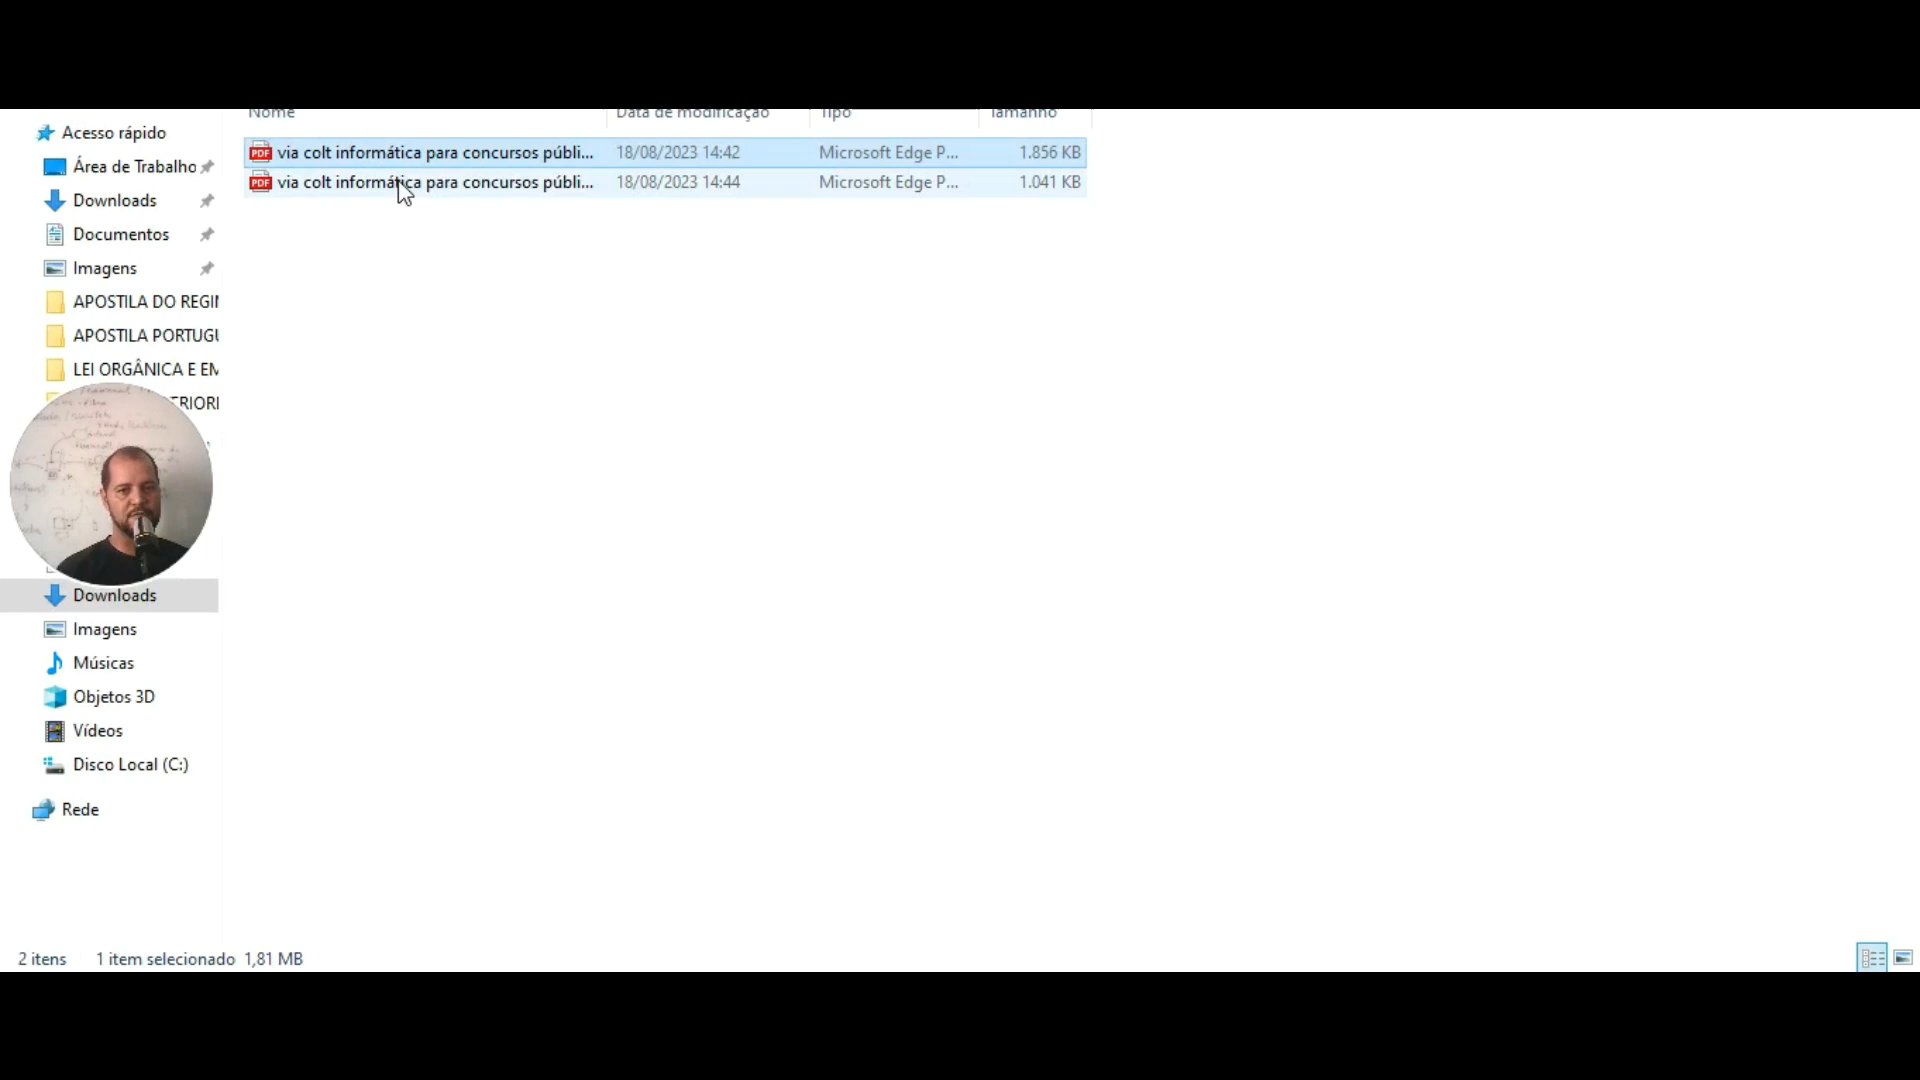 Nome Data de modificação Tipo Tamanho
Acesso rápido
via colt informática para concursos públi... 18/08/2023 14:42 Microsoft Edge P... 1.856 KB
Área de Trabalho
via colt informática para concursos públi... 18/08/2023 14:44 Microsoft Edge P... 1.041 KB
Downloads
Documentos
Imagens
APOSTILA DO REGI
APOSTILA PORTUGU
LEI ORGÂNICA E EM
ERIOR
Downloads
Imagens
Músicas
Objetos 3D
Vídeos
Disco Local (C:)
Rede
2 itens 1 item selecionado 1,81 MB